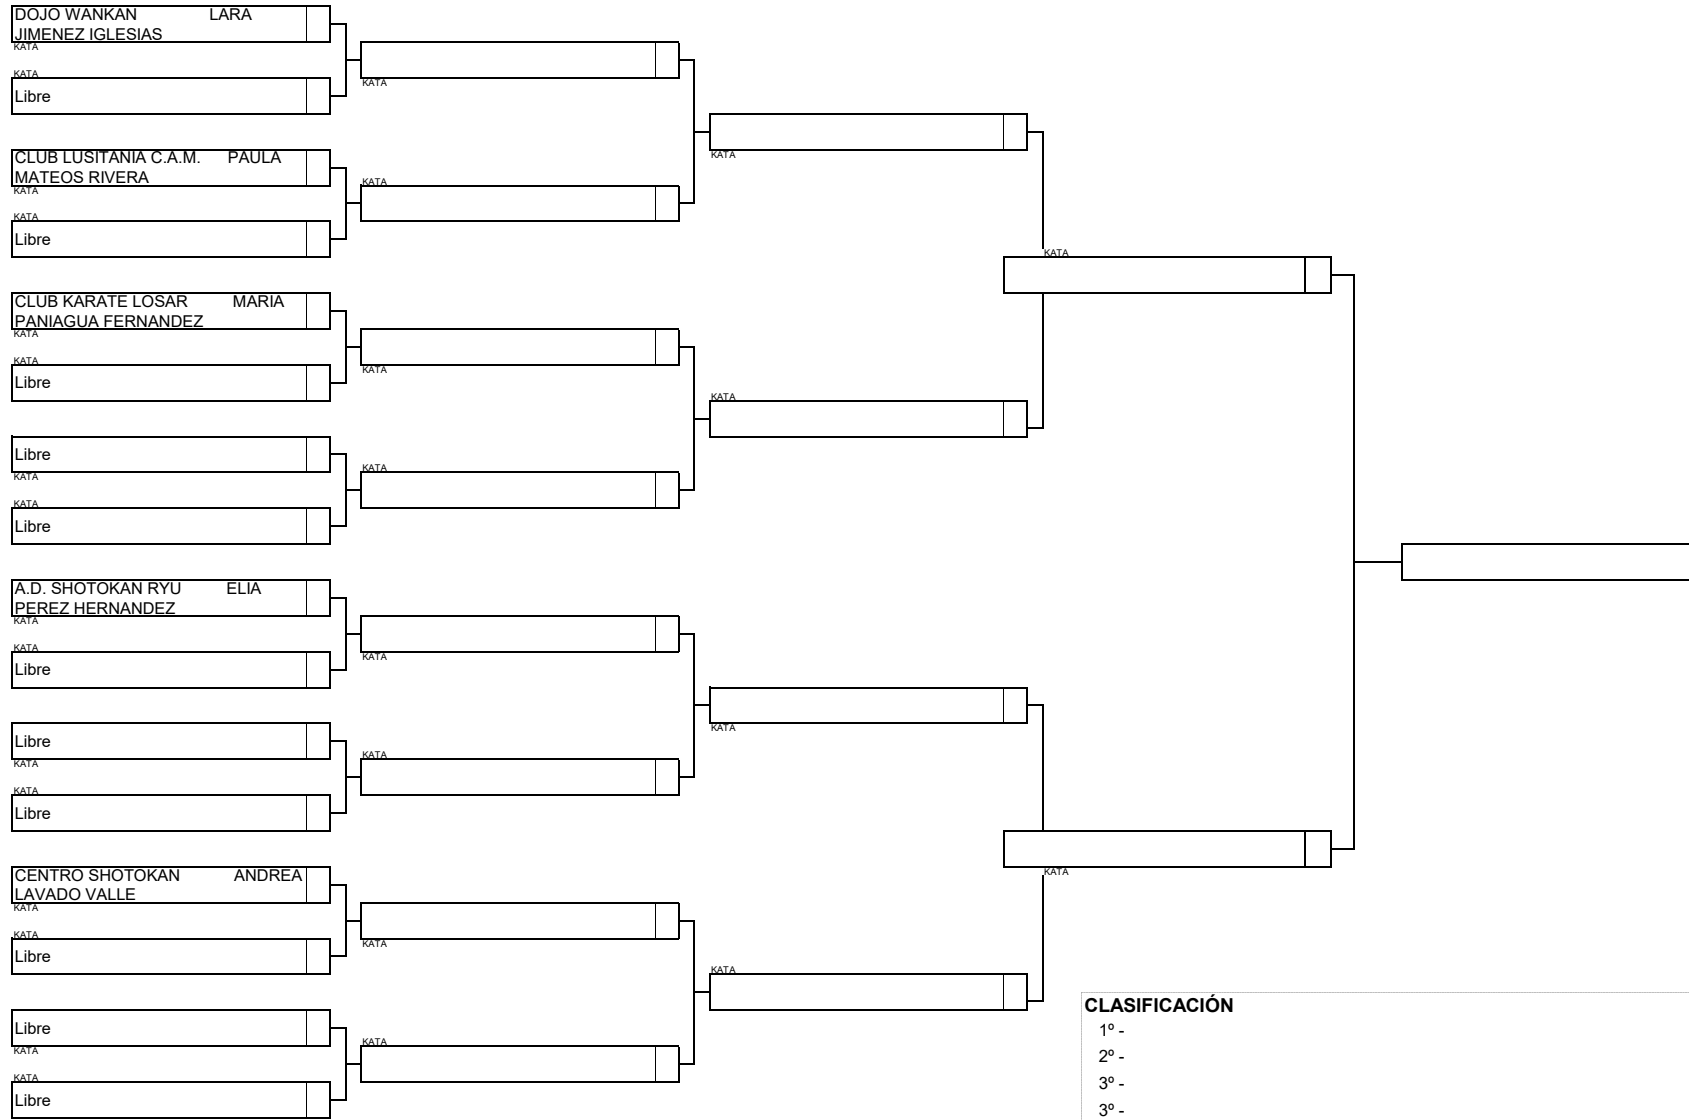 DOJO WANKAN LARA
JIMENEZ IGLESIAS
KATA
KATA
Libre
CLUB LUSITANIA C.A.M. PAULA
MATEOS RIVERA
KATA
KATA
Libre
CLUB KARATE LOSAR MARIA
PANIAGUA FERNANDEZ
KATA
KATA
Libre
Libre
KATA
KATA
Libre
A.D. SHOTOKAN RYU ELIA
PEREZ HERNANDEZ
KATA
KATA
Libre
Libre
KATA
KATA
Libre
CENTRO SHOTOKAN ANDREA
LAVADO VALLE
KATA
KATA
Libre
Libre
KATA
KATA
Libre
KATA
KATA
KATA
KATA
KATA
KATA
KATA
KATA
KATA
KATA
KATA
KATA
KATA
KATA
CLASIFICACIÓN
1º -
2º -
3º -
3º -